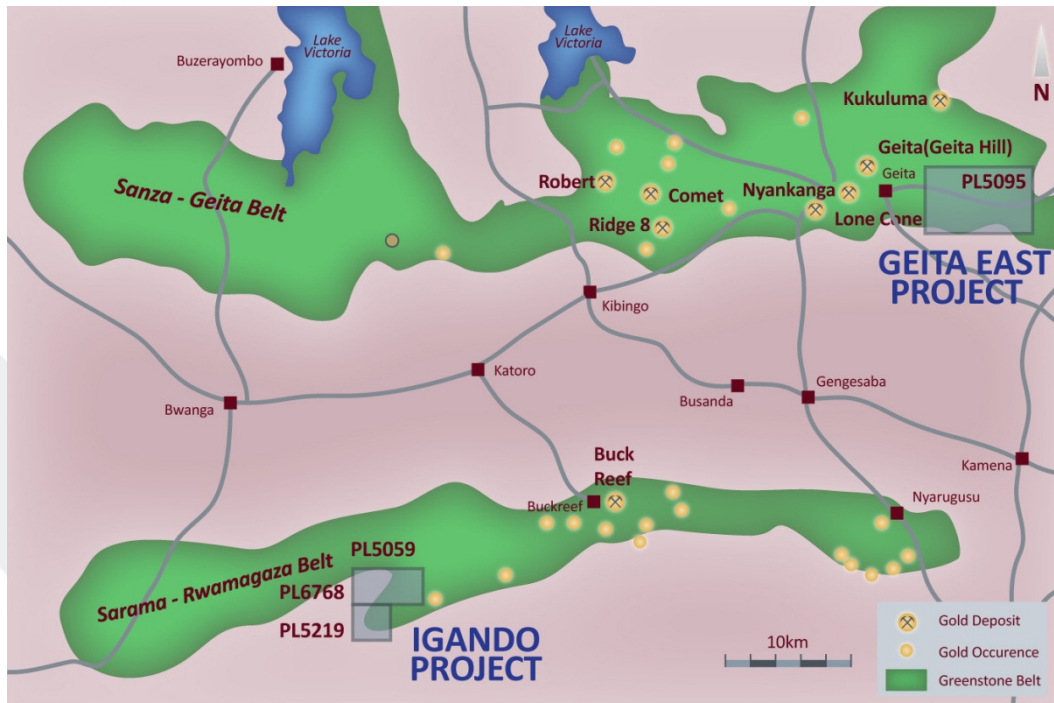 Lake
Victoria
Lake
Victoria
Buzerayombo
N
Kukuluma
Geita(Geita Hill)
Geita
PL5095
Sanza - Geita Belt
Robert
Comet
Nyankanga
Ridge 8
Lone Cone
GEITA EAST
PROJECT
Kibingo
Katoro
Bwanga
Busanda
Gengesaba
Kamena
Buck
Reef
Buckreef
Nyarugusu
PL5059
Sarama - Rwamagaza Belt
PL6768
PL5219
IGANDO
PROJECT
10km
Gold Deposit
Gold Occurence
Greenstone Belt